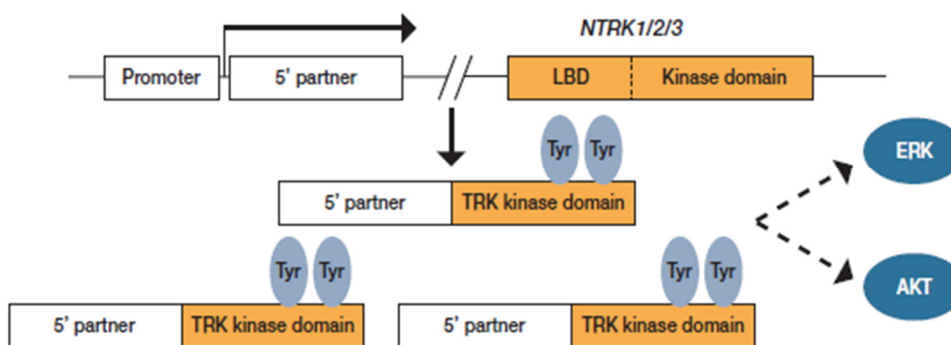 NTRK1/2/3
Promoter 5' partner LBD Kinase domain
Tyr Tyr
ERK
5' partner TRK kinase domain
Tyr Tyr Tyr Tyr
AKT
5' partner TRK kinase domain 5' partner TRK kinase domain